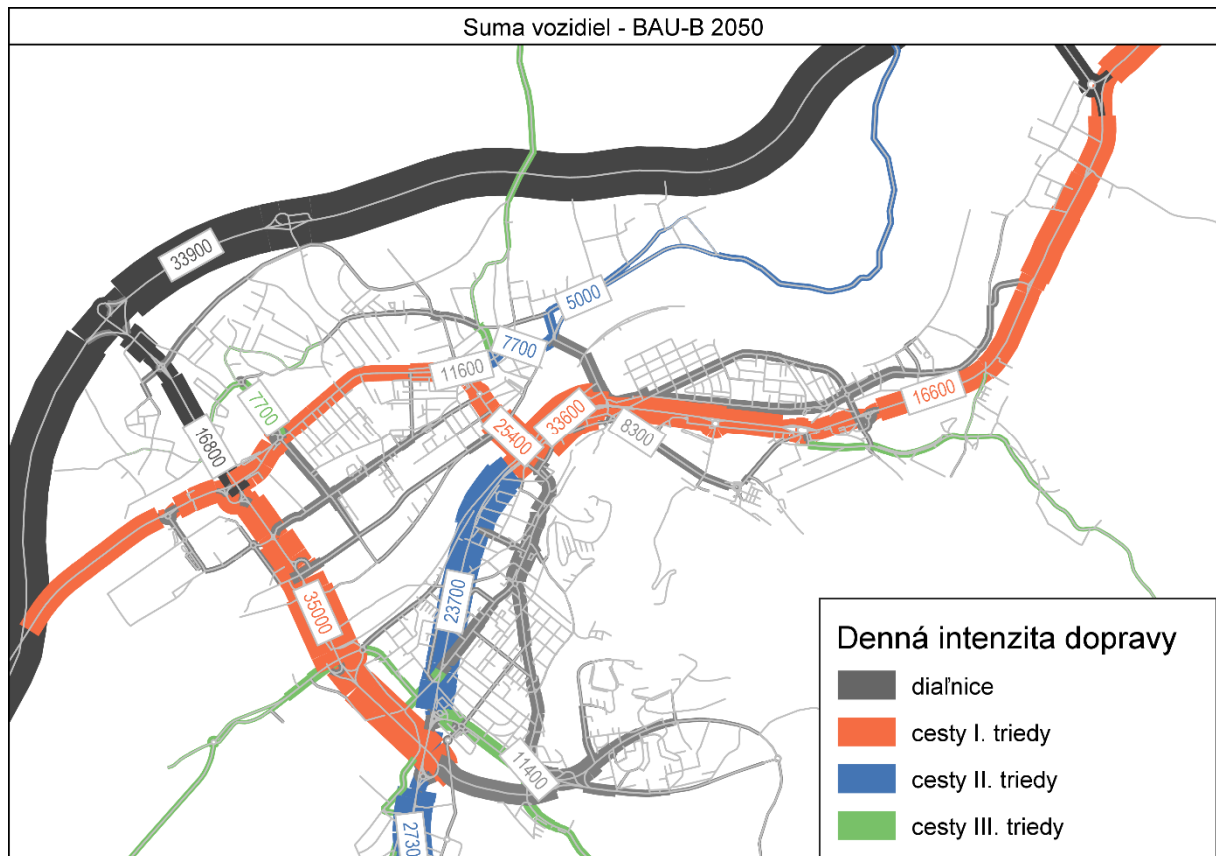 Suma vozidiel - BAU-B 2050
33900
5000
7700
11600
7700
16600
33600
25400
8300
16800
23700
35000
11400
2730
Denná intenzita dopravy
diaľnice
cesty I. triedy
cesty II. triedy
cesty III. triedy